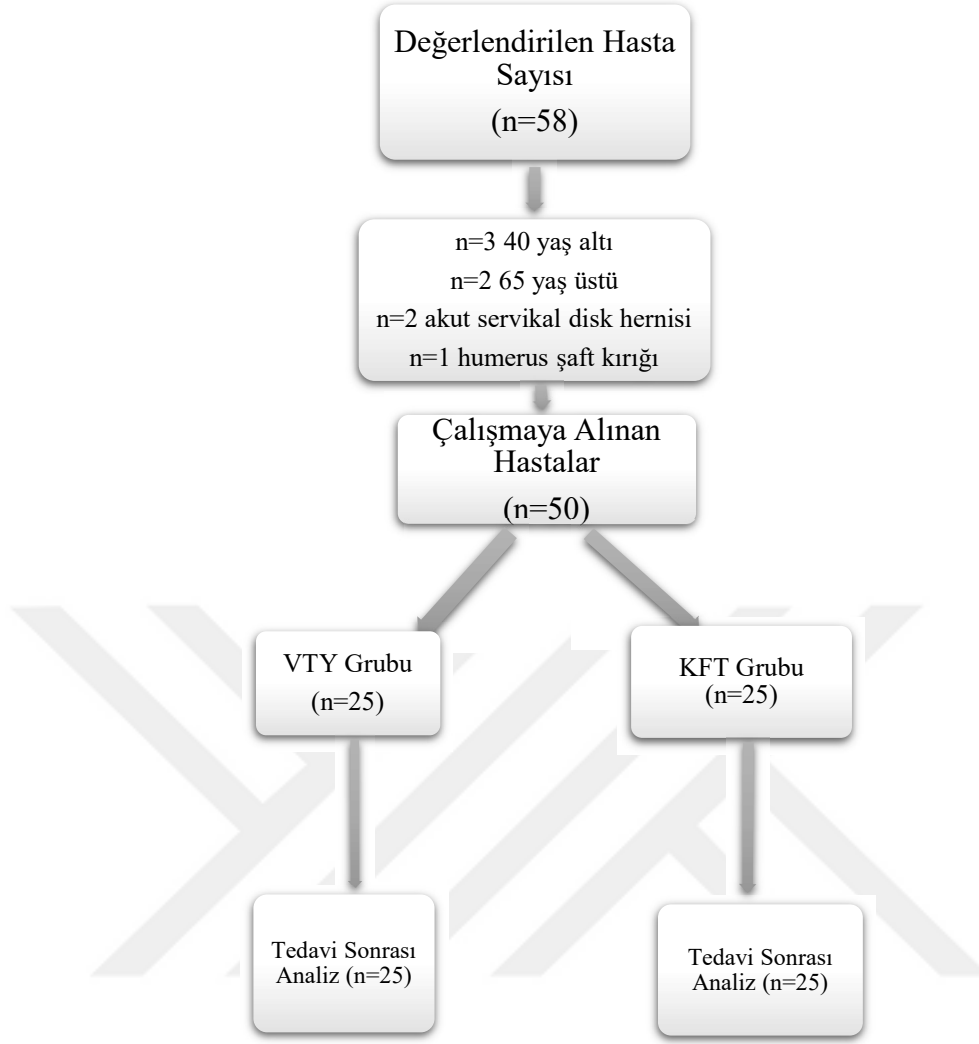 Değerlendirilen Hasta
Sayısı
(n=58)
n=3 40 yaş altı
n=2 65 yaş üstü
n=2 akut servikal disk hernisi
n=1 humerus şaft kırığı
Çalışmaya Alınan
Hastalar
(n=50)
VTY Grubu
(n=25)
KFT Grubu
(n=25)
Tedavi Sonrası
Analiz (n=25)
Tedavi Sonrası
Analiz (n=25)